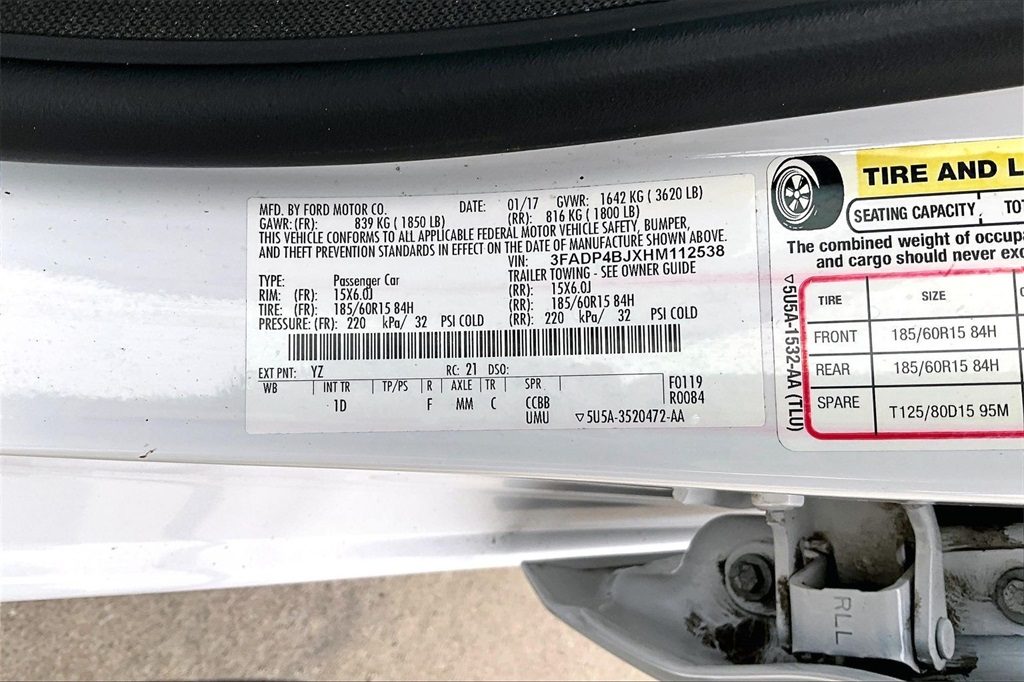 MFD. BY FORD MOTOR CO. DATE: 01/17 GVWR: 1642 KG ( 3620 LB)
GAWR: (FR): 839 KG ( 1850 LB) (RR): 816 KG ( 1800 LB)
THIS VEHICLE CONFORMS TO ALL APPLICABLE FEDERAL MOTOR VEHICLE SAFETY, BUMPER,
AND THEFT PREVENTION STANDARDS IN EFFECT ON THE DATE OF MANUFACTURE SHOWN ABOVE.
VIN: 3FADP4BJXHM112538
TYPE: Passenger Car TRAILER TOWING - SEE OWNER GUIDE
RIM: (FR): 15X6.0J (RR): 15X6.0J
TIRE: (FR): 185/60R15 84H (RR): 185/60R15 84H
PRESSURE: (FR): 220 kPa/ 32 PSI COLD (RR): 220 kPa/ 32 PSI COLD
EXT PNT: YZ RC: 21 DSO:
WB INT TR TP/PS R AXLE TR SPR F0119
1D F MM C CCBB R0084
UMU ▽5U5A-3520472-AA
TIRE AND L
SEATING CAPACITY TOT
The combined weight of occupa
and cargo should never exc
TIRE SIZE
FRONT 185/60R15 84H
REAR 185/60R15 84H
SPARE T125/80D15 95M
▽5U5A-1532-AA (TLU)
RLL